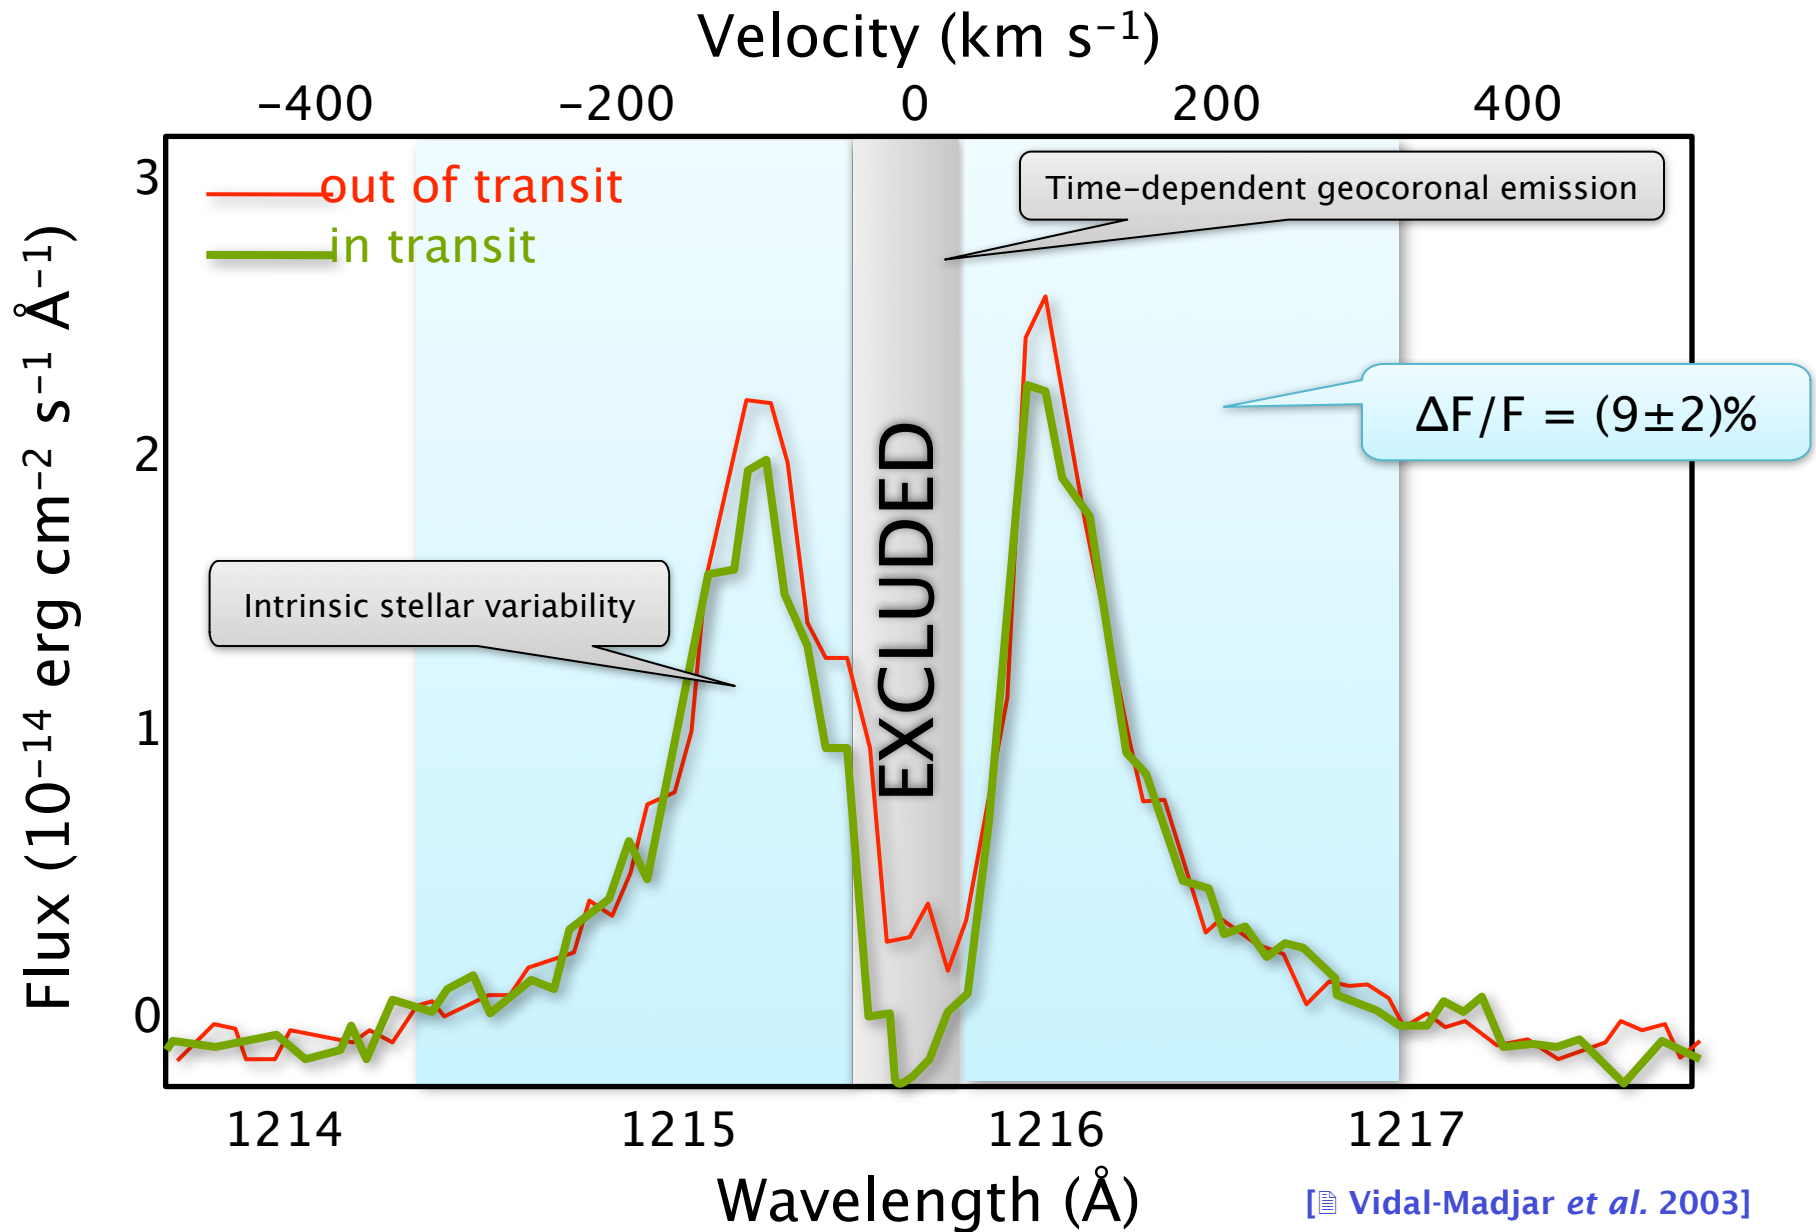 Velocity (km s⁻¹)
−400 −200 0 200 400
3
2
1
0
Flux (10⁻¹⁴ erg cm⁻² s⁻¹ Å⁻¹)
out of transit
in transit
Time-dependent geocoronal emission
ΔF/F = (9±2)%
Intrinsic stellar variability
EXCLUDED
1214 1215 1216 1217
Wavelength (Å)
[Vidal-Madjar et al. 2003]